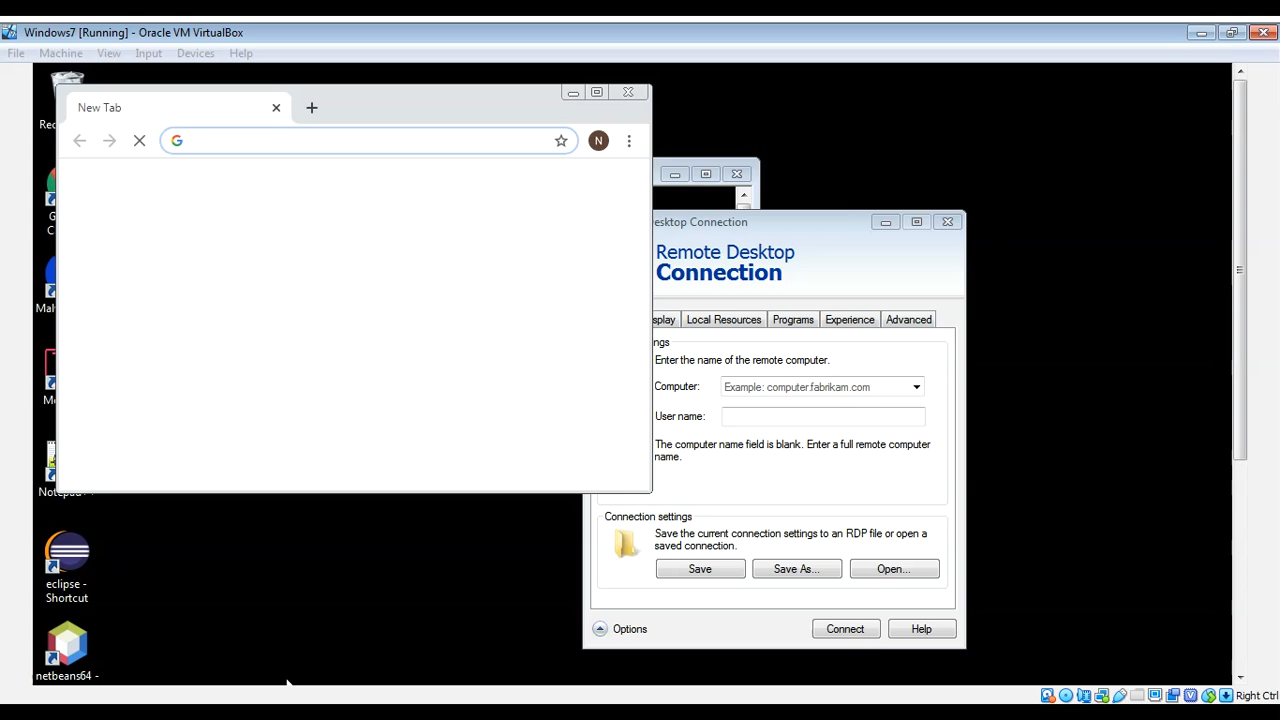 Windows7 [Running] - Oracle VM VirtualBox
File Machine View Input Devices Help
New Tab
N
esktop Connection
Remote Desktop
Connection
splay Local Resources Programs Experience Advanced
ngs
Enter the name of the remote computer.
Computer: Example: computer.fabrikam.com
User name:
The computer name field is blank. Enter a full remote computer
name.
Connection settings
Save the current connection settings to an RDP file or open a
saved connection.
Save Save As... Open...
Options Connect Help
Rec
G
C
Mal
Mo
Notepad++
eclipse -
Shortcut
netbeans64 -
Right Ctrl